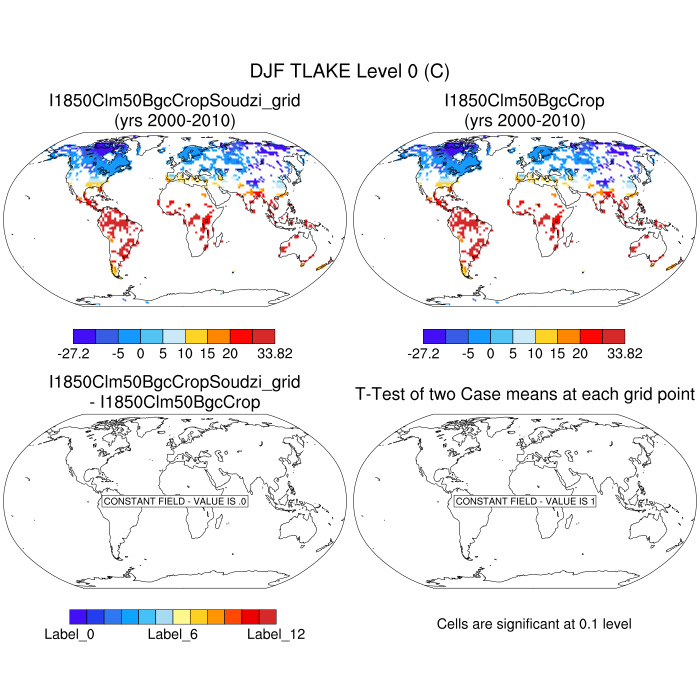 DJF TLAKE Level 0 (C)
I1850Clm50BgcCropSoudzi_grid
(yrs 2000-2010)
I1850Clm50BgcCrop
(yrs 2000-2010)
-27.2 -5 0 5 10 15 20 33.82
-27.2 -5 0 5 10 15 20 33.82
I1850Clm50BgcCropSoudzi_grid
- I1850Clm50BgcCrop
T-Test of two Case means at each grid point
CONSTANT FIELD - VALUE IS .0
CONSTANT FIELD - VALUE IS 1
Label_0 Label_6 Label_12
Cells are significant at 0.1 level